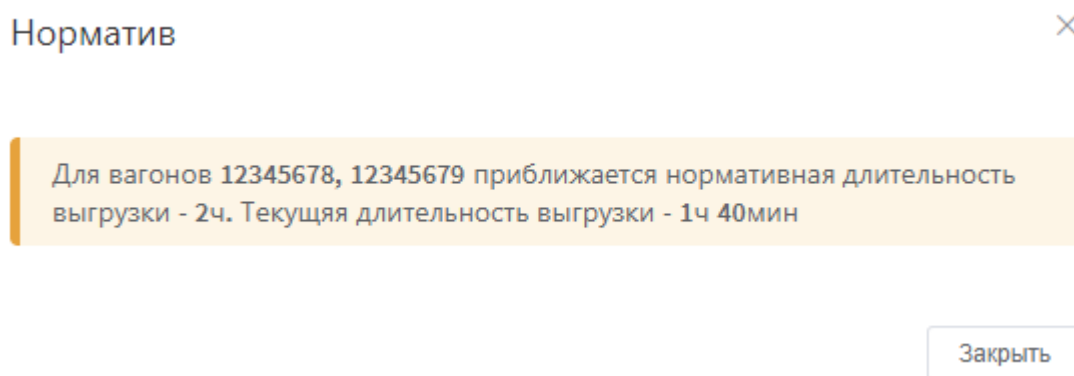 Норматив
Для вагонов 12345678, 12345679 приближается нормативная длительность
выгрузки - 2ч. Текущяя длительность выгрузки - 1ч 40мин
Закрыть